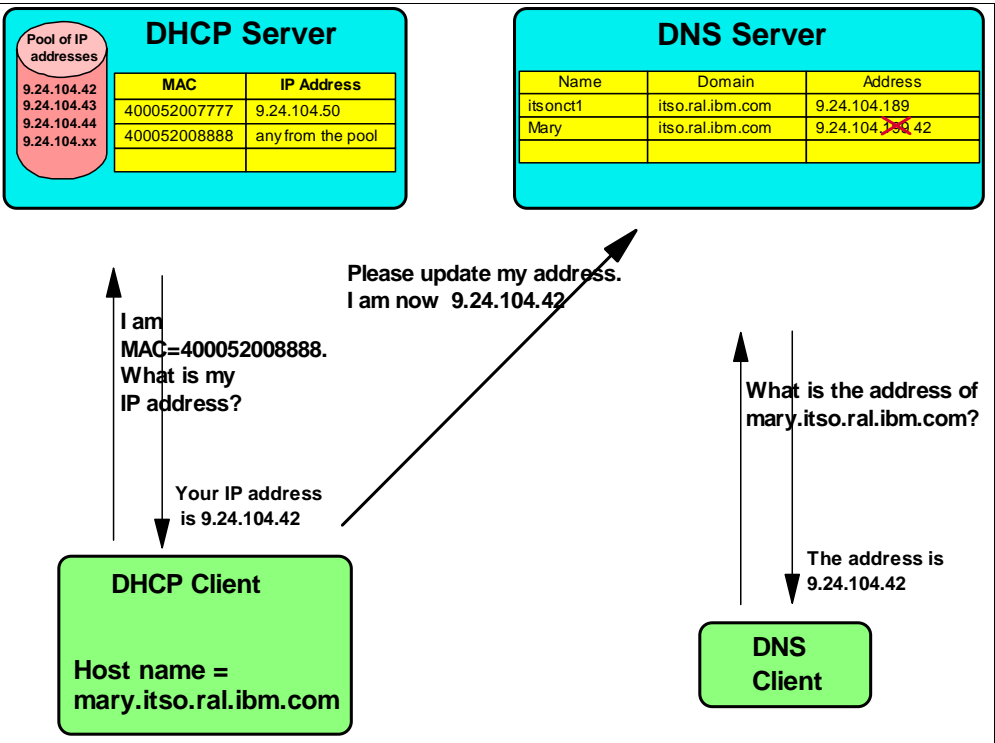 DHCP Server
Pool of IP
addresses
9.24.104.42
9.24.104.43
9.24.104.44
9.24.104.xx
MAC IP Address
400052007777 9.24.104.50
400052008888 any from the pool
DNS Server
Name Domain Address
itsonct1 itso.ral.ibm.com 9.24.104.189
Mary itso.ral.ibm.com 9.24.104.199 42
Please update my address.
I am now 9.24.104.42
I am
MAC=400052008888.
What is my
IP address?
Your IP address
is 9.24.104.42
What is the address of
mary.itso.ral.ibm.com?
The address is
9.24.104.42
DHCP Client
Host name =
mary.itso.ral.ibm.com
DNS
Client